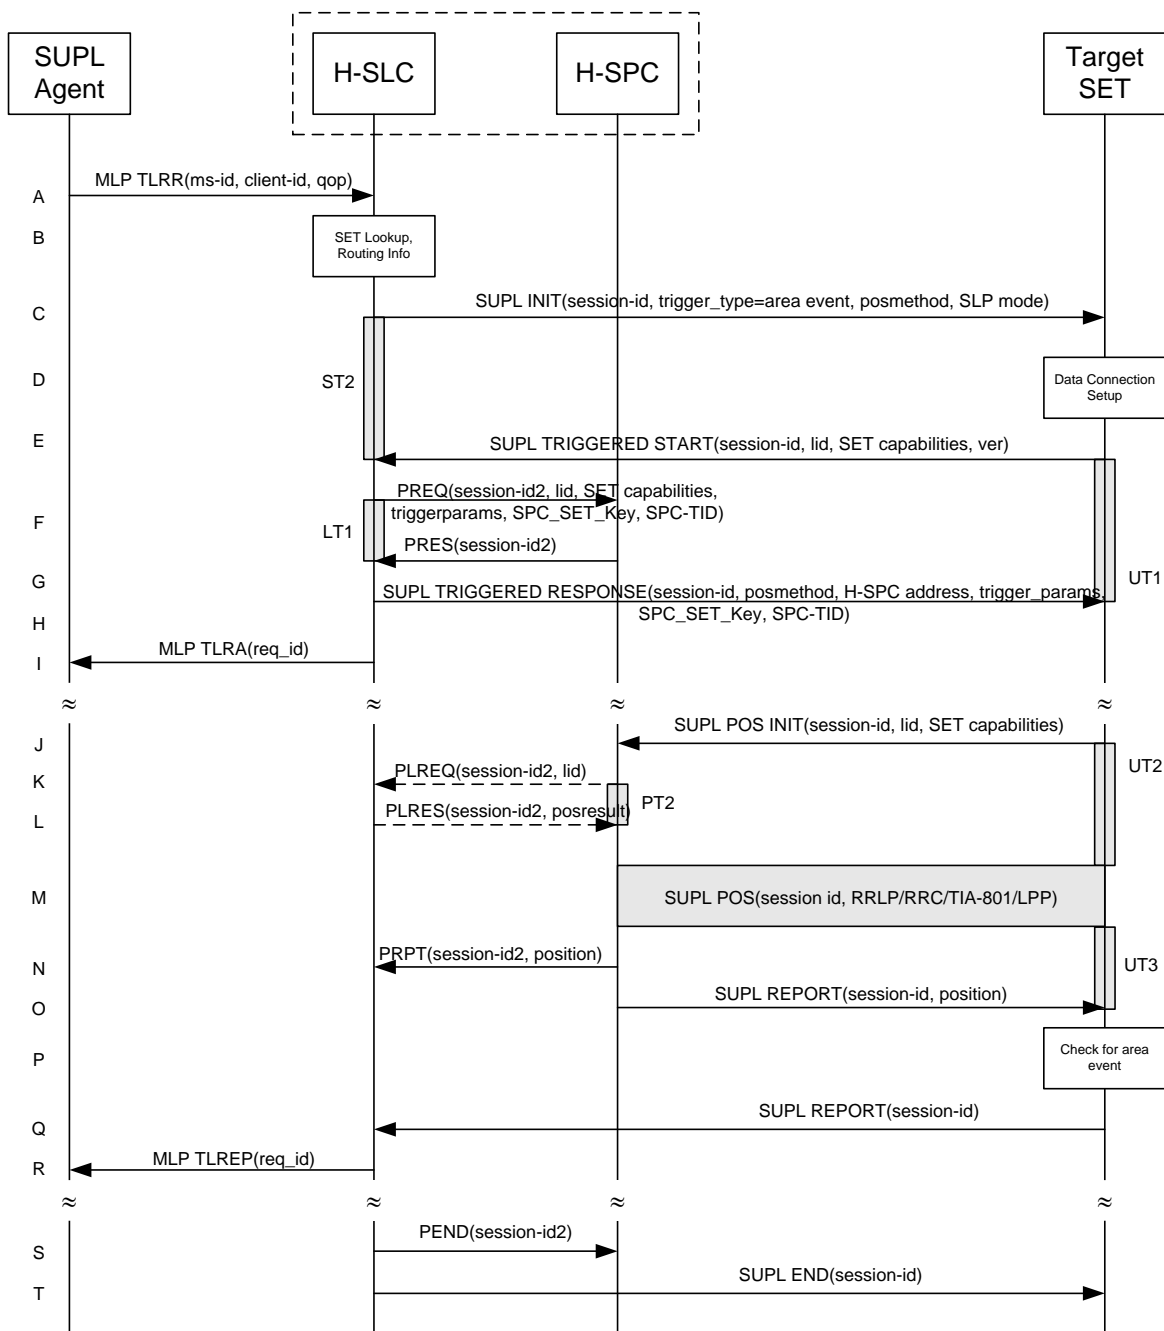 SUPL
Agent
H-SLC
H-SPC
Target
SET
A
MLP TLRR(ms-id, client-id, qop)
B
SET Lookup,
Routing Info
C
SUPL INIT(session-id, trigger_type=area event, posmethod, SLP mode)
D
ST2
Data Connection
Setup
E
SUPL TRIGGERED START(session-id, lid, SET capabilities, ver)
PREQ(session-id2, lid, SET capabilities,
triggerparams, SPC_SET_Key, SPC-TID)
F
LT1
PRES(session-id2)
G
UT1
SUPL TRIGGERED RESPONSE(session-id, posmethod, H-SPC address, trigger_params,
SPC_SET_Key, SPC-TID)
H
MLP TLRA(req_id)
I
≈ ≈ ≈ ≈
J
SUPL POS INIT(session-id, lid, SET capabilities)
UT2
K
PLREQ(session-id2, lid)
PT2
L
PLRES(session-id2, posresult)
M
SUPL POS(session id, RRLP/RRC/TIA-801/LPP)
N
PRPT(session-id2, position)
UT3
O
SUPL REPORT(session-id, position)
P
Check for area
event
Q
SUPL REPORT(session-id)
R
MLP TLREP(req_id)
≈ ≈ ≈ ≈
S
PEND(session-id2)
T
SUPL END(session-id)